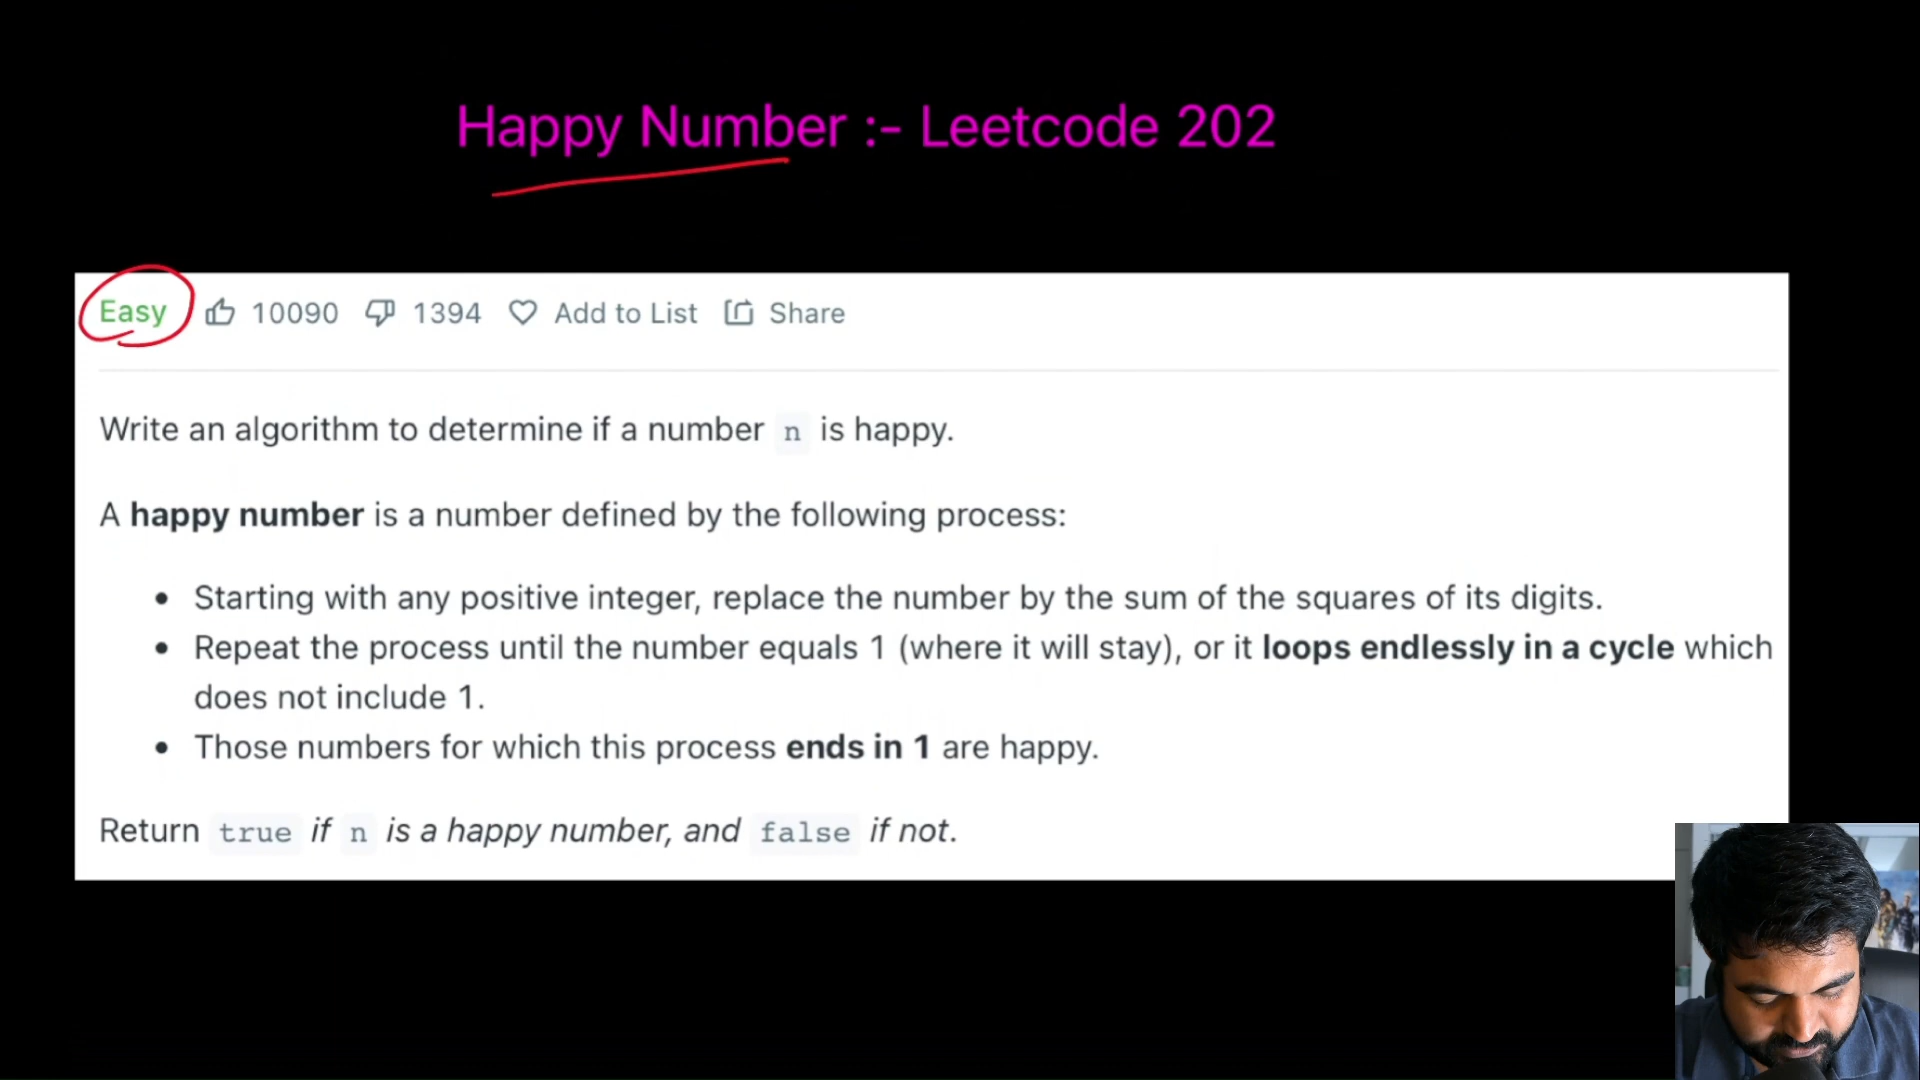 Happy Number :- Leetcode 202
Easy 10090 1394 Add to List Share
Write an algorithm to determine if a number n is happy.
A happy number is a number defined by the following process:
• Starting with any positive integer, replace the number by the sum of the squares of its digits.
• Repeat the process until the number equals 1 (where it will stay), or it loops endlessly in a cycle which
does not include 1.
• Those numbers for which this process ends in 1 are happy.
Return true if n is a happy number, and false if not.